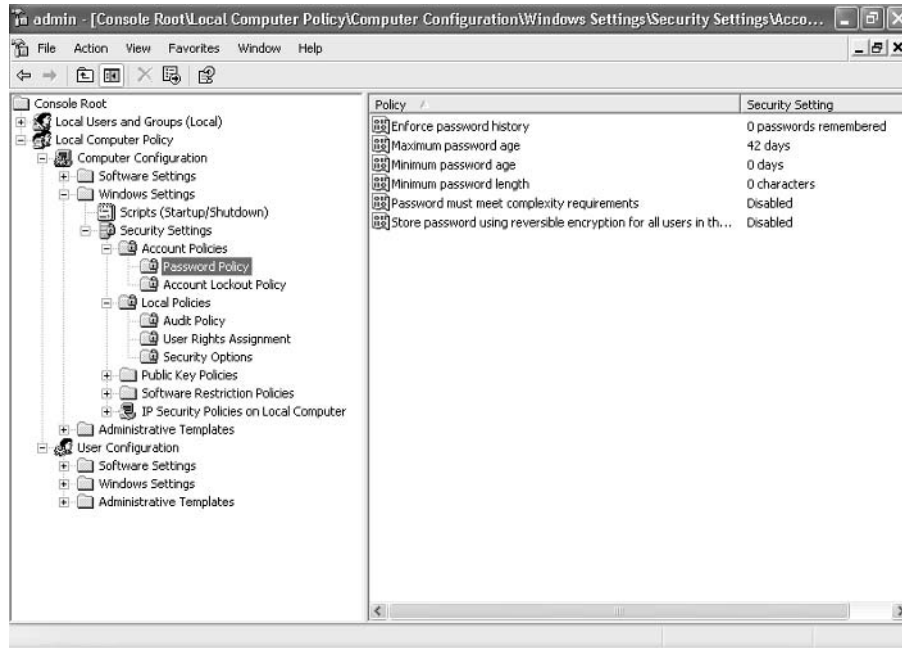 admin - [Console Root\Local Computer Policy\Computer Configuration\Windows Settings\Security Settings\Acco...
File Action View Favorites Window Help
Console Root
Local Users and Groups (Local)
Local Computer Policy
Computer Configuration
Software Settings
Windows Settings
Scripts (Startup/Shutdown)
Security Settings
Account Policies
Password Policy
Account Lockout Policy
Local Policies
Audit Policy
User Rights Assignment
Security Options
Public Key Policies
Software Restriction Policies
IP Security Policies on Local Computer
Administrative Templates
User Configuration
Software Settings
Windows Settings
Administrative Templates
Policy Security Setting
Enforce password history 0 passwords remembered
Maximum password age 42 days
Minimum password age 0 days
Minimum password length 0 characters
Password must meet complexity requirements Disabled
Store password using reversible encryption for all users in th... Disabled